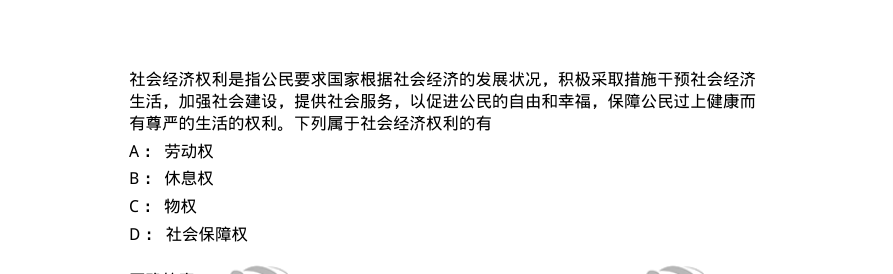 社会经济权利是指公民要求国家根据社会经济的发展状况，积极采取措施干预社会经济
生活，加强社会建设，提供社会服务，以促进公民的自由和幸福，保障公民过上健康而
有尊严的生活的权利。下列属于社会经济权利的有
A： 劳动权
B： 休息权
C： 物权
D： 社会保障权